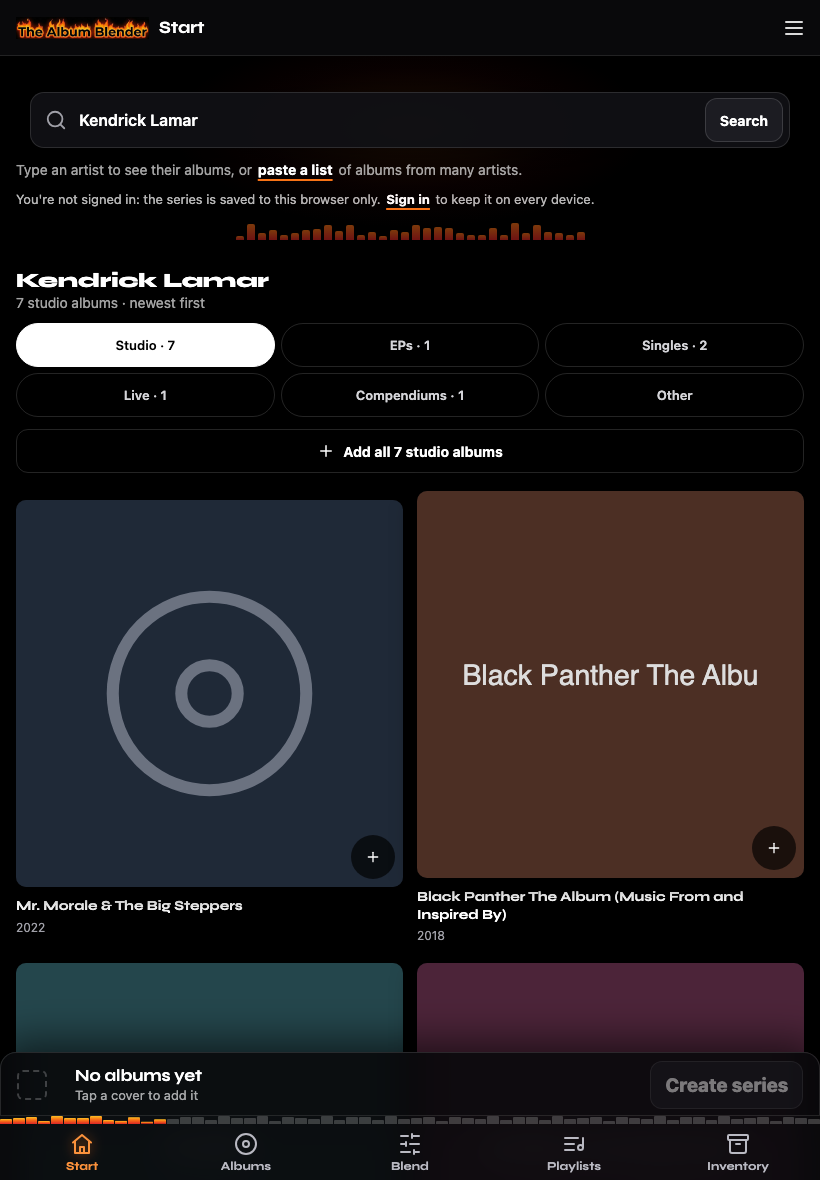 The Album Blender
Start
Kendrick Lamar
Search
Type an artist to see their albums, or paste a list of albums from many artists.
You're not signed in: the series is saved to this browser only. Sign in to keep it on every device.
Kendrick Lamar
7 studio albums · newest first
Studio · 7
EPs · 1
Singles · 2
Live · 1
Compendiums · 1
Other
+ Add all 7 studio albums
Black Panther The Albu
+
+
Mr. Morale & The Big Steppers
2022
Black Panther The Album (Music From and
Inspired By)
2018
No albums yet
Tap a cover to add it
Create series
Start
Albums
Blend
Playlists
Inventory